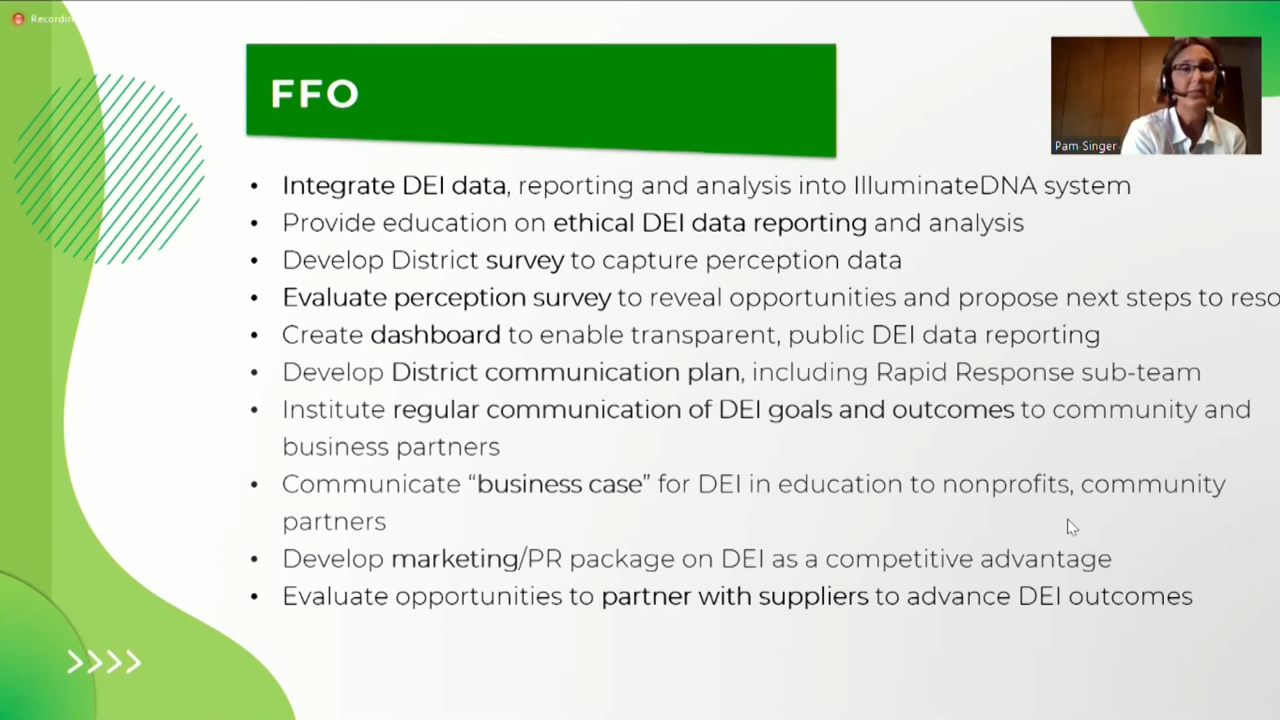 Recordin
FFO
Pam Singer
• Integrate DEI data, reporting and analysis into IlluminateDNA system
• Provide education on ethical DEI data reporting and analysis
• Develop District survey to capture perception data
• Evaluate perception survey to reveal opportunities and propose next steps to reso
• Create dashboard to enable transparent, public DEI data reporting
• Develop District communication plan, including Rapid Response sub-team
• Institute regular communication of DEI goals and outcomes to community and
business partners
• Communicate “business case” for DEI in education to nonprofits, community
partners
• Develop marketing/PR package on DEI as a competitive advantage
• Evaluate opportunities to partner with suppliers to advance DEI outcomes